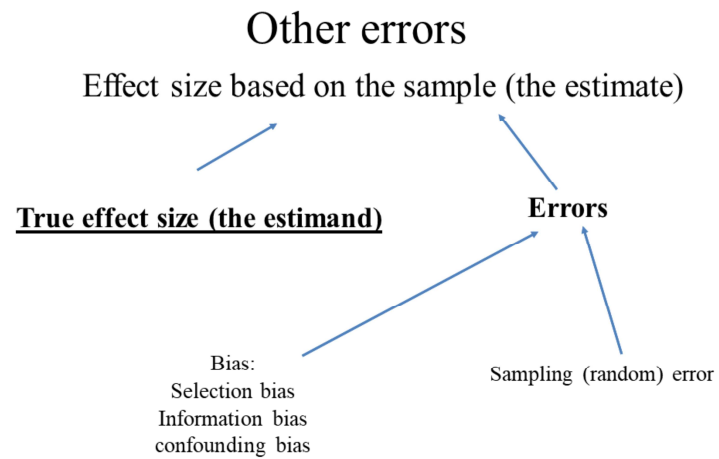 Other errors
Effect size based on the sample (the estimate)
True effect size (the estimand)
Errors
Bias:
Selection bias
Information bias
confounding bias
Sampling (random) error